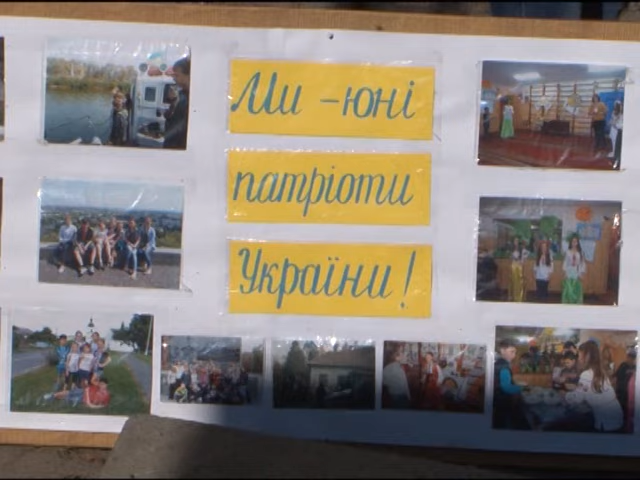 Ми – юні
патріоти
України!